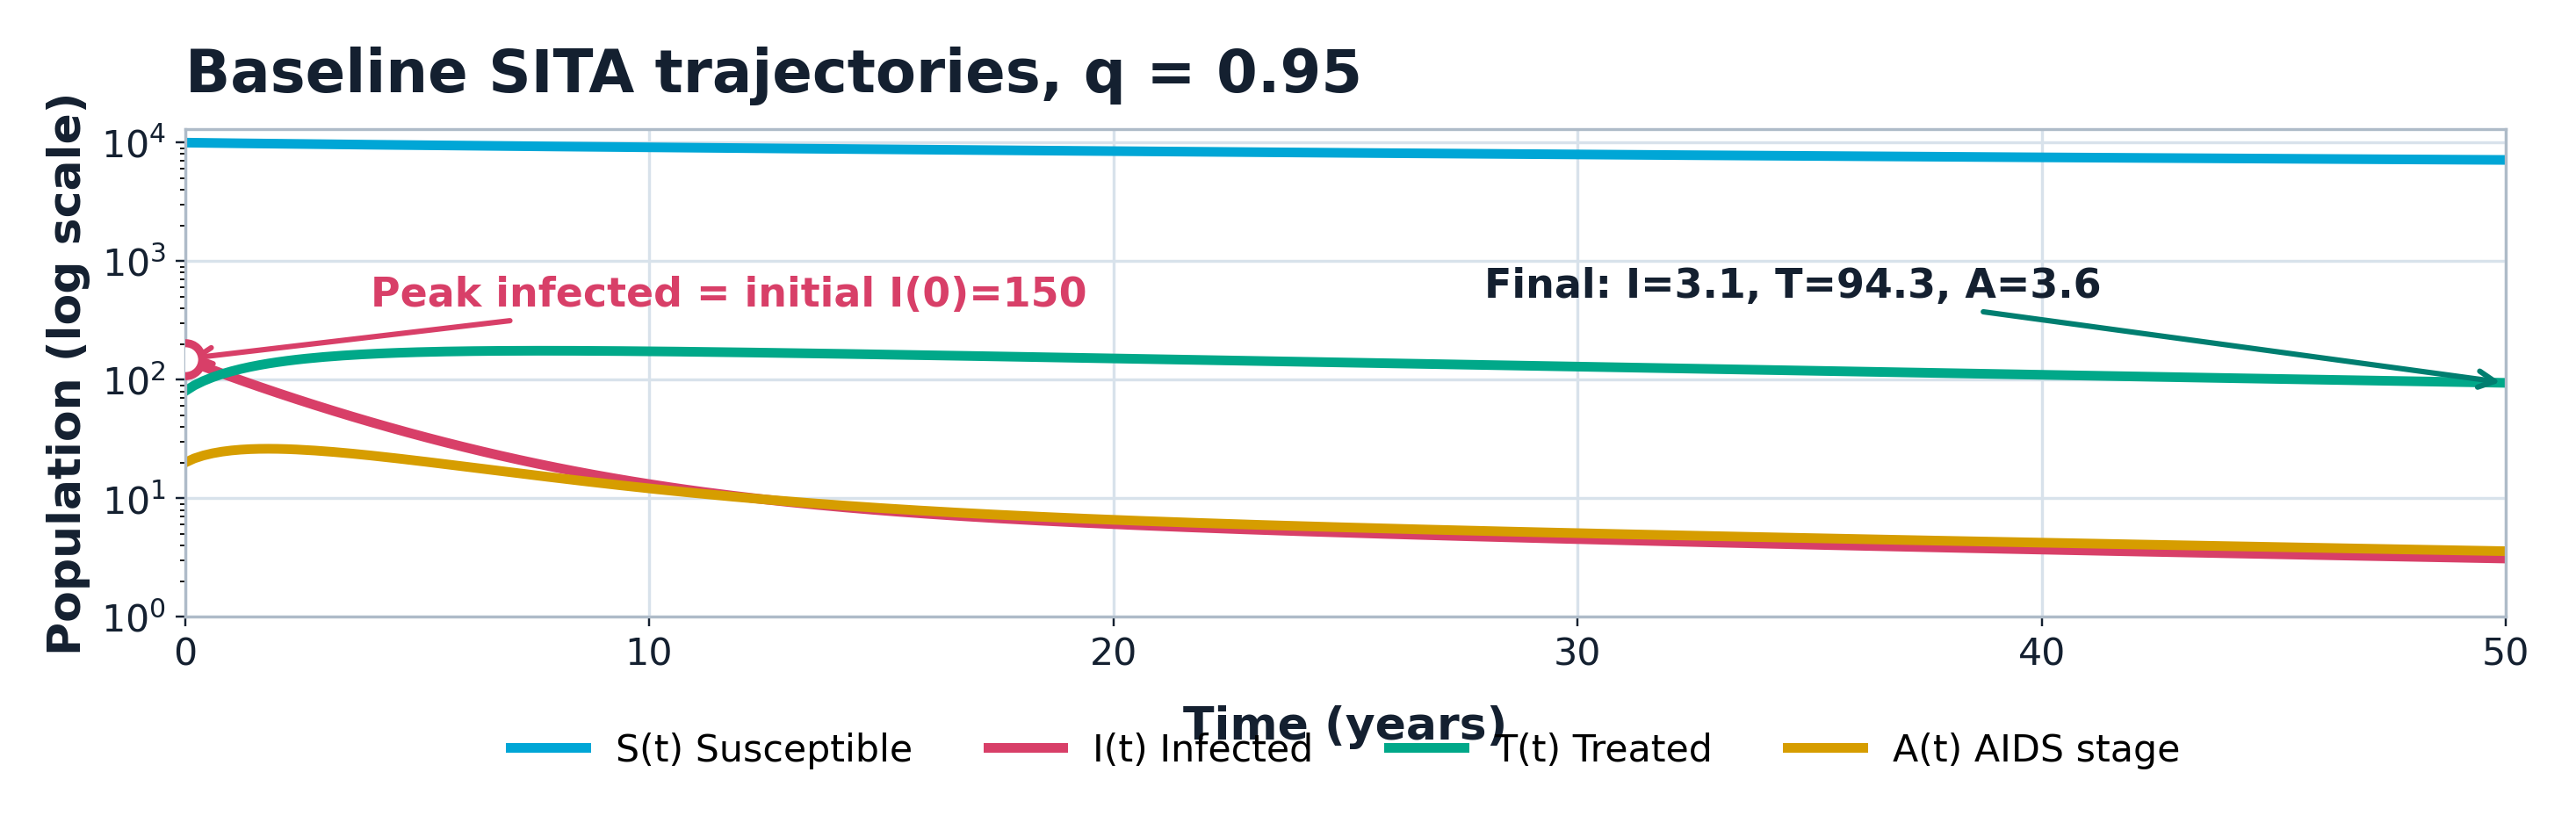 Baseline SITA trajectories, q = 0.95
Population (log scale)
10⁴
10³
10²
10¹
10⁰
Peak infected = initial I(0)=150
Final: I=3.1, T=94.3, A=3.6
0 10 20 30 40 50
Time (years)
S(t) Susceptible I(t) Infected T(t) Treated A(t) AIDS stage